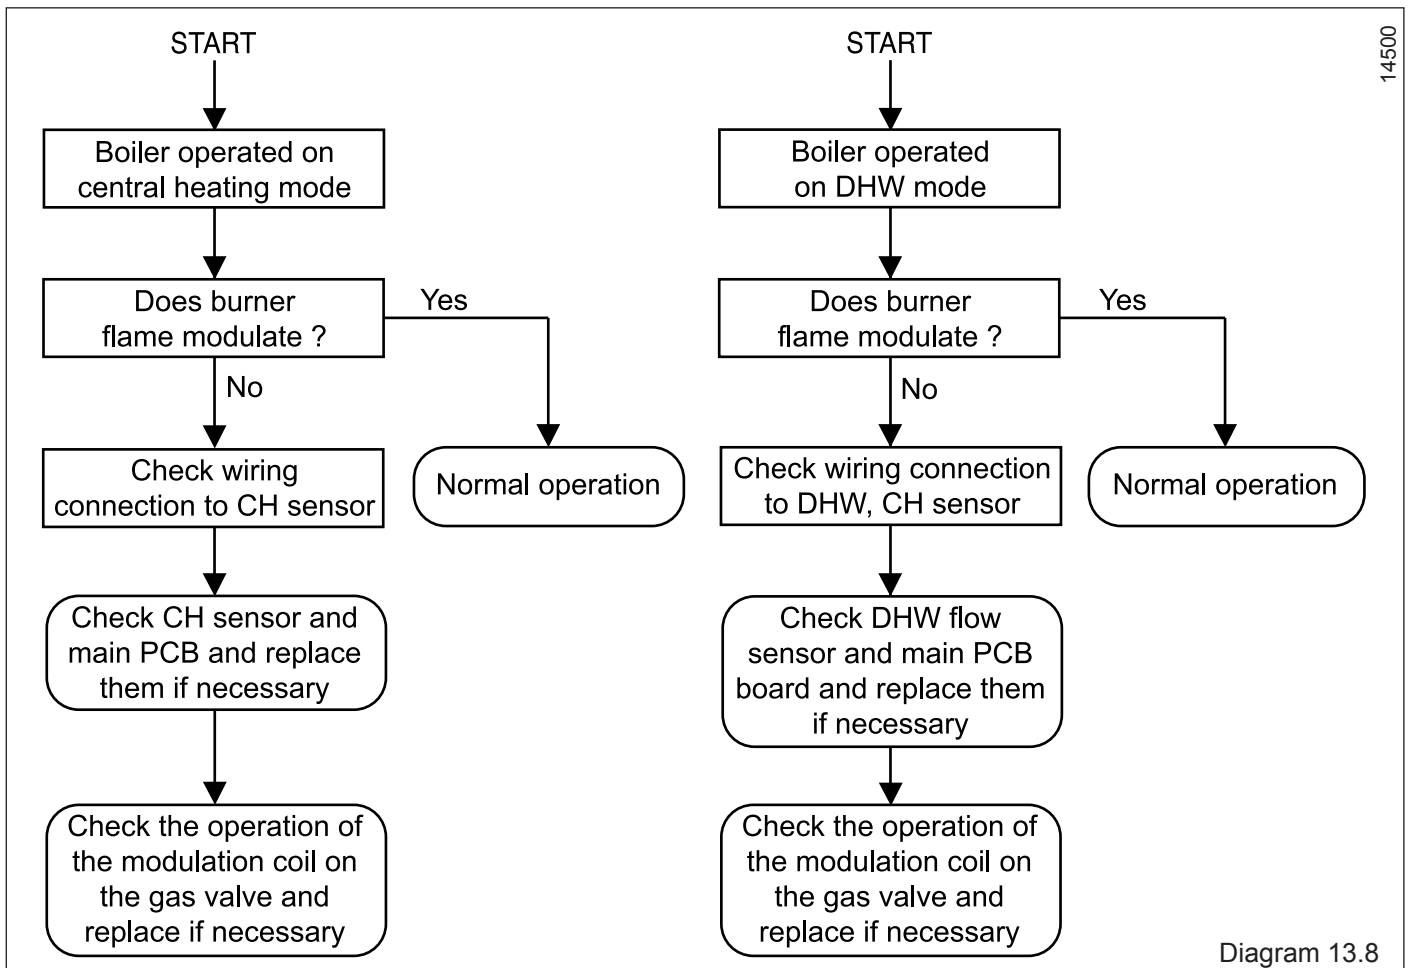 START
Boiler operated on
central heating mode
Does burner
flame modulate ?
Yes
No
Check wiring
connection to CH sensor
Normal operation
Check CH sensor and
main PCB and replace
them if necessary
Check the operation of
the modulation coil on
the gas valve and
replace if necessary
START
Boiler operated
on DHW mode
Does burner
flame modulate ?
Yes
No
Check wiring connection
to DHW, CH sensor
Normal operation
Check DHW flow
sensor and main PCB
board and replace them
if necessary
Check the operation of
the modulation coil on
the gas valve and
replace if necessary
14500
Diagram 13.8